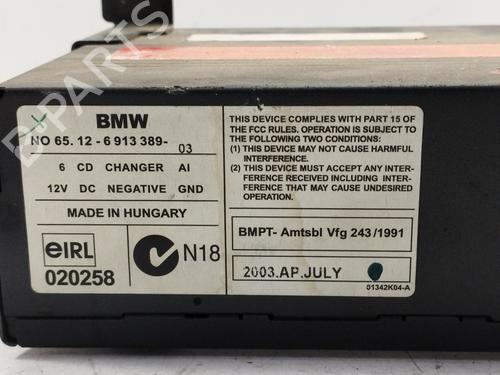 BMW
NO 65. 12 - 6 913 389- 03
6 CD CHANGER AI
12V DC NEGATIVE GND
MADE IN HUNGARY
eIRL
020258
N18
THIS DEVICE COMPLIES WITH PART 15 OF
THE FCC RULES. OPERATION IS SUBJECT TO
THE FOLLOWING TWO CONDITIONS:
(1) THIS DEVICE MAY NOT CAUSE HARMFUL
INTERFERENCE.
(2) THIS DEVICE MUST ACCEPT ANY INTER-
FERENCE RECEIVED INCLUDING INTER-
FERENCE THAT MAY CAUSE UNDESIRED
OPERATION.
BMPT- Amtsbl Vfg 243/1991
2003.AP.JULY
01342K04-A